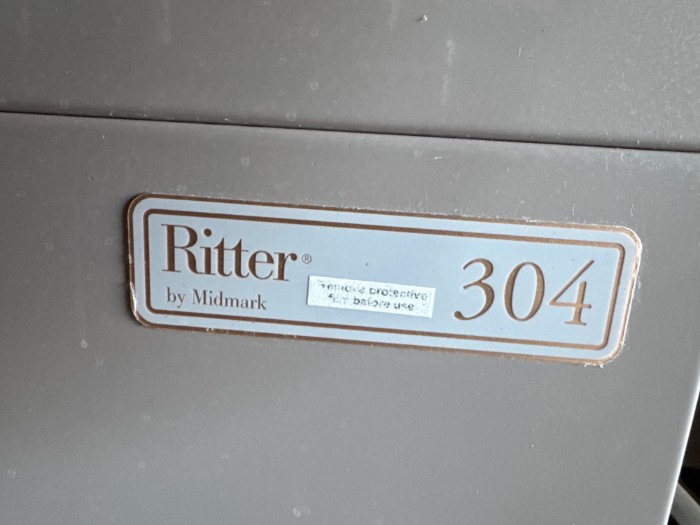 Ritter®
by Midmark
Remove protective
film before use
304